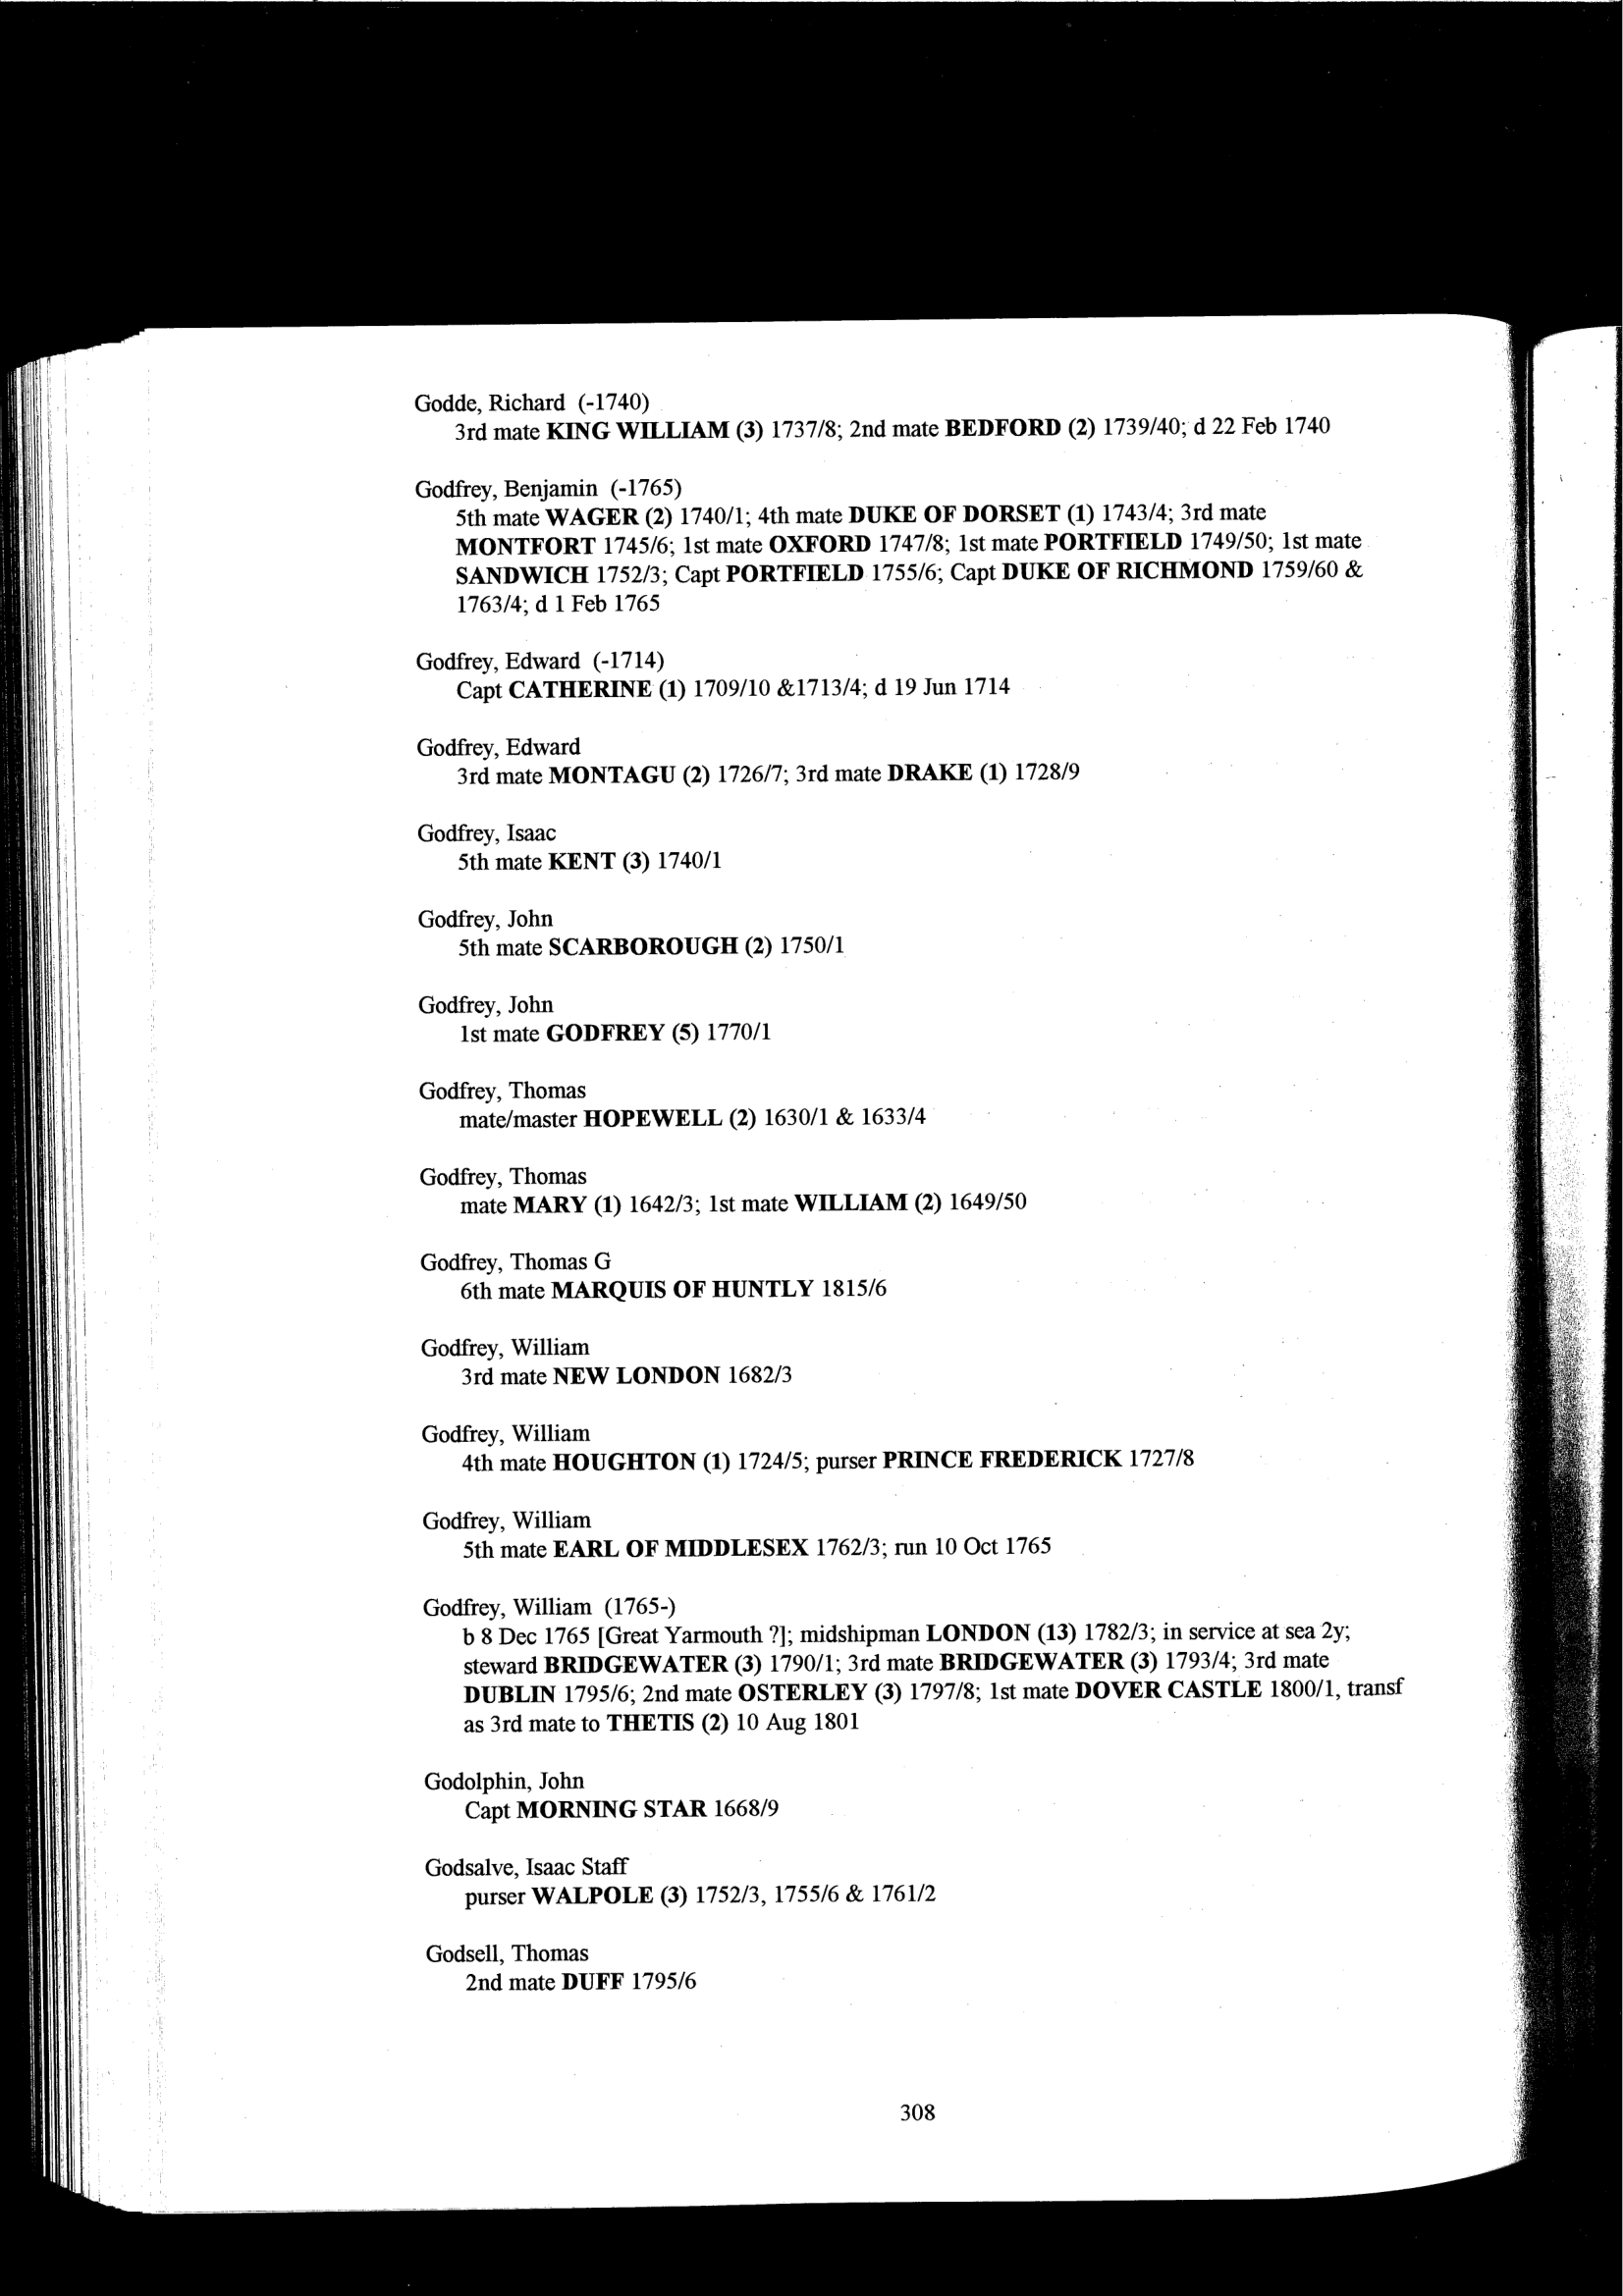 Godde, Richard (-1740)
3rd mate KING WILLIAM (3) 1737/8; 2nd mate BEDFORD (2) 1739/40; d 22 Feb 1740
Godfrey, Benjamin (-1765)
5th mate WAGER (2) 1740/1; 4th mate DUKE OF DORSET (1) 1743/4; 3rd mate
MONTFORT 1745/6; 1st mate OXFORD 1747/8; 1st mate PORTFIELD 1749/50; 1st mate
SANDWICH 1752/3; Capt PORTFIELD 1755/6; Capt DUKE OF RICHMOND 1759/60 &
1763/4; d 1 Feb 1765
Godfrey, Edward (-1714)
Capt CATHERINE (1) 1709/10 &1713/4; d 19 Jun 1714
Godfrey, Edward
3rd mate MONTAGU (2) 1726/7; 3rd mate DRAKE (1) 1728/9
Godfrey, Isaac
5th mate KENT (3) 1740/1
Godfrey, John
5th mate SCARBOROUGH (2) 1750/1
Godfrey, John
1st mate GODFREY (5) 1770/1
Godfrey, Thomas
mate/master HOPEWELL (2) 1630/1 & 1633/4
Godfrey, Thomas
mate MARY (1) 1642/3; 1st mate WILLIAM (2) 1649/50
Godfrey, Thomas G
6th mate MARQUIS OF HUNTLY 1815/6
Godfrey, William
3rd mate NEW LONDON 1682/3
Godfrey, William
4th mate HOUGHTON (1) 1724/5; purser PRINCE FREDERICK 1727/8
Godfrey, William
5th mate EARL OF MIDDLESEX 1762/3; run 10 Oct 1765
Godfrey, William (1765-)
b 8 Dec 1765 [Great Yarmouth ?]; midshipman LONDON (13) 1782/3; in service at sea 2y;
steward BRIDGEWATER (3) 1790/1; 3rd mate BRIDGEWATER (3) 1793/4; 3rd mate
DUBLIN 1795/6; 2nd mate OSTERLEY (3) 1797/8; 1st mate DOVER CASTLE 1800/1, transf
as 3rd mate to THETIS (2) 10 Aug 1801
Godolphin, John
Capt MORNING STAR 1668/9
Godsalve, Isaac Staff
purser WALPOLE (3) 1752/3, 1755/6 & 1761/2
Godsell, Thomas
2nd mate DUFF 1795/6
308